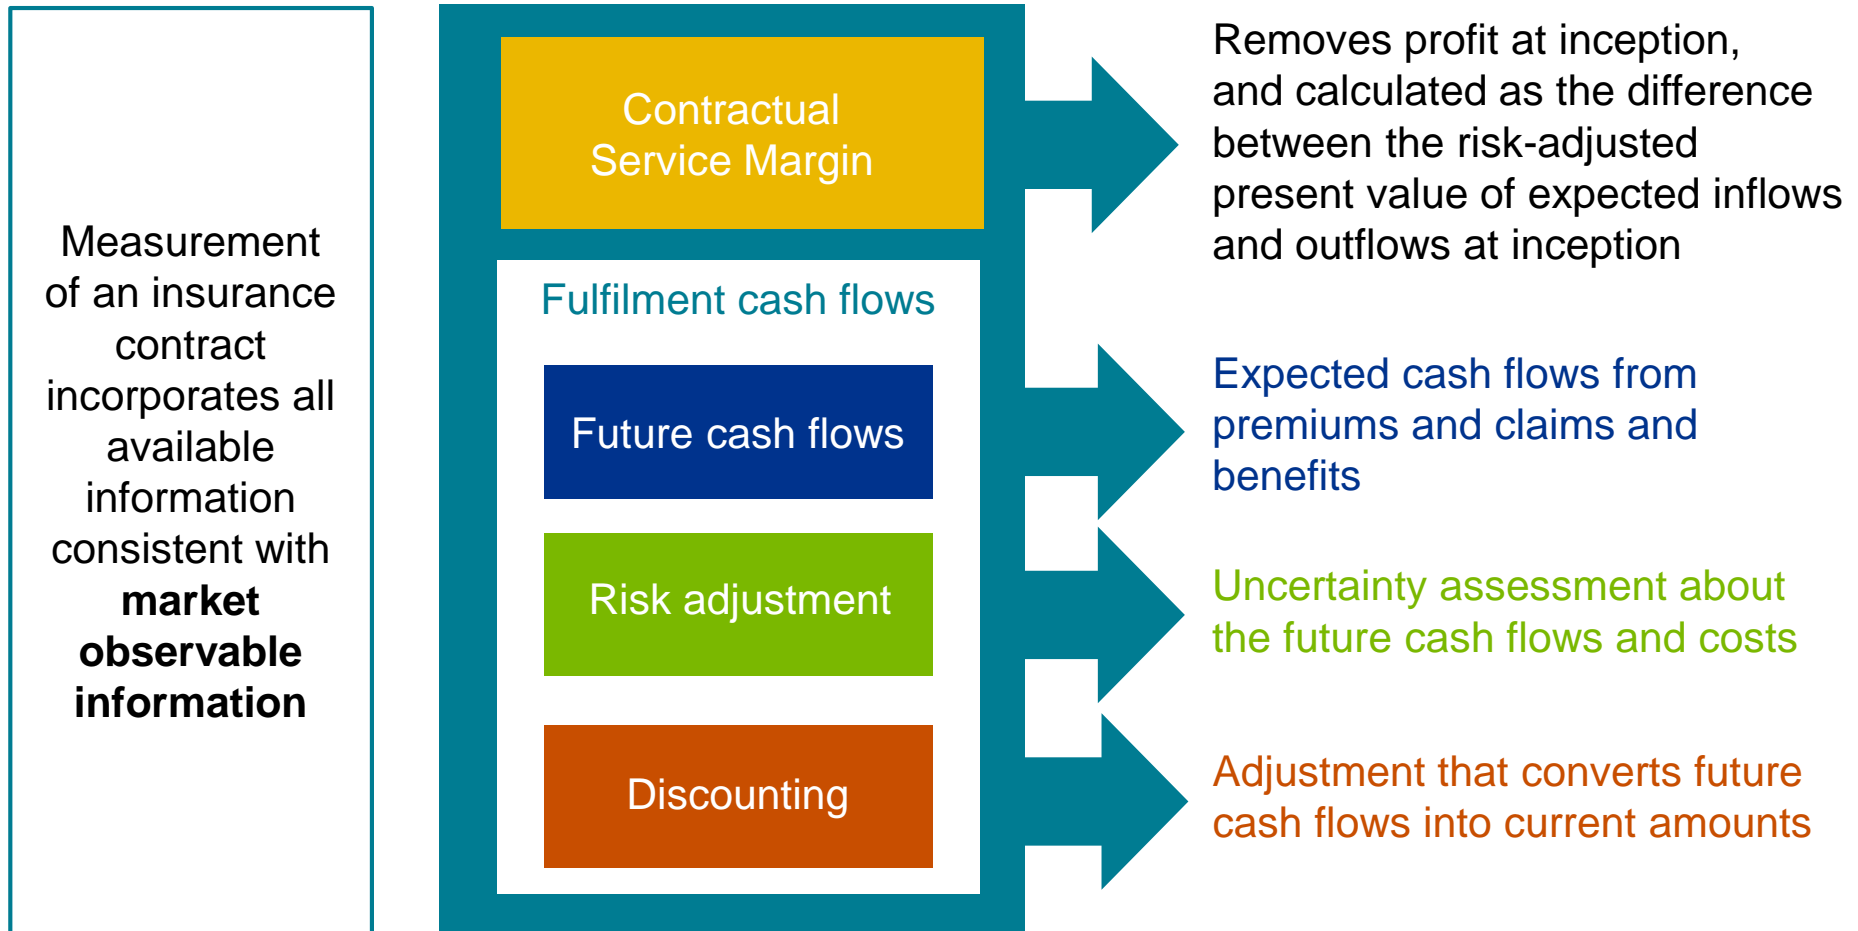 Measurement
of an insurance
contract
incorporates all
available
information
consistent with
market
observable
information
Contractual
Service Margin
Removes profit at inception,
and calculated as the difference
between the risk-adjusted
present value of expected inflows
and outflows at inception
Fulfilment cash flows
Future cash flows
Expected cash flows from
premiums and claims and
benefits
Risk adjustment
Uncertainty assessment about
the future cash flows and costs
Discounting
Adjustment that converts future
cash flows into current amounts